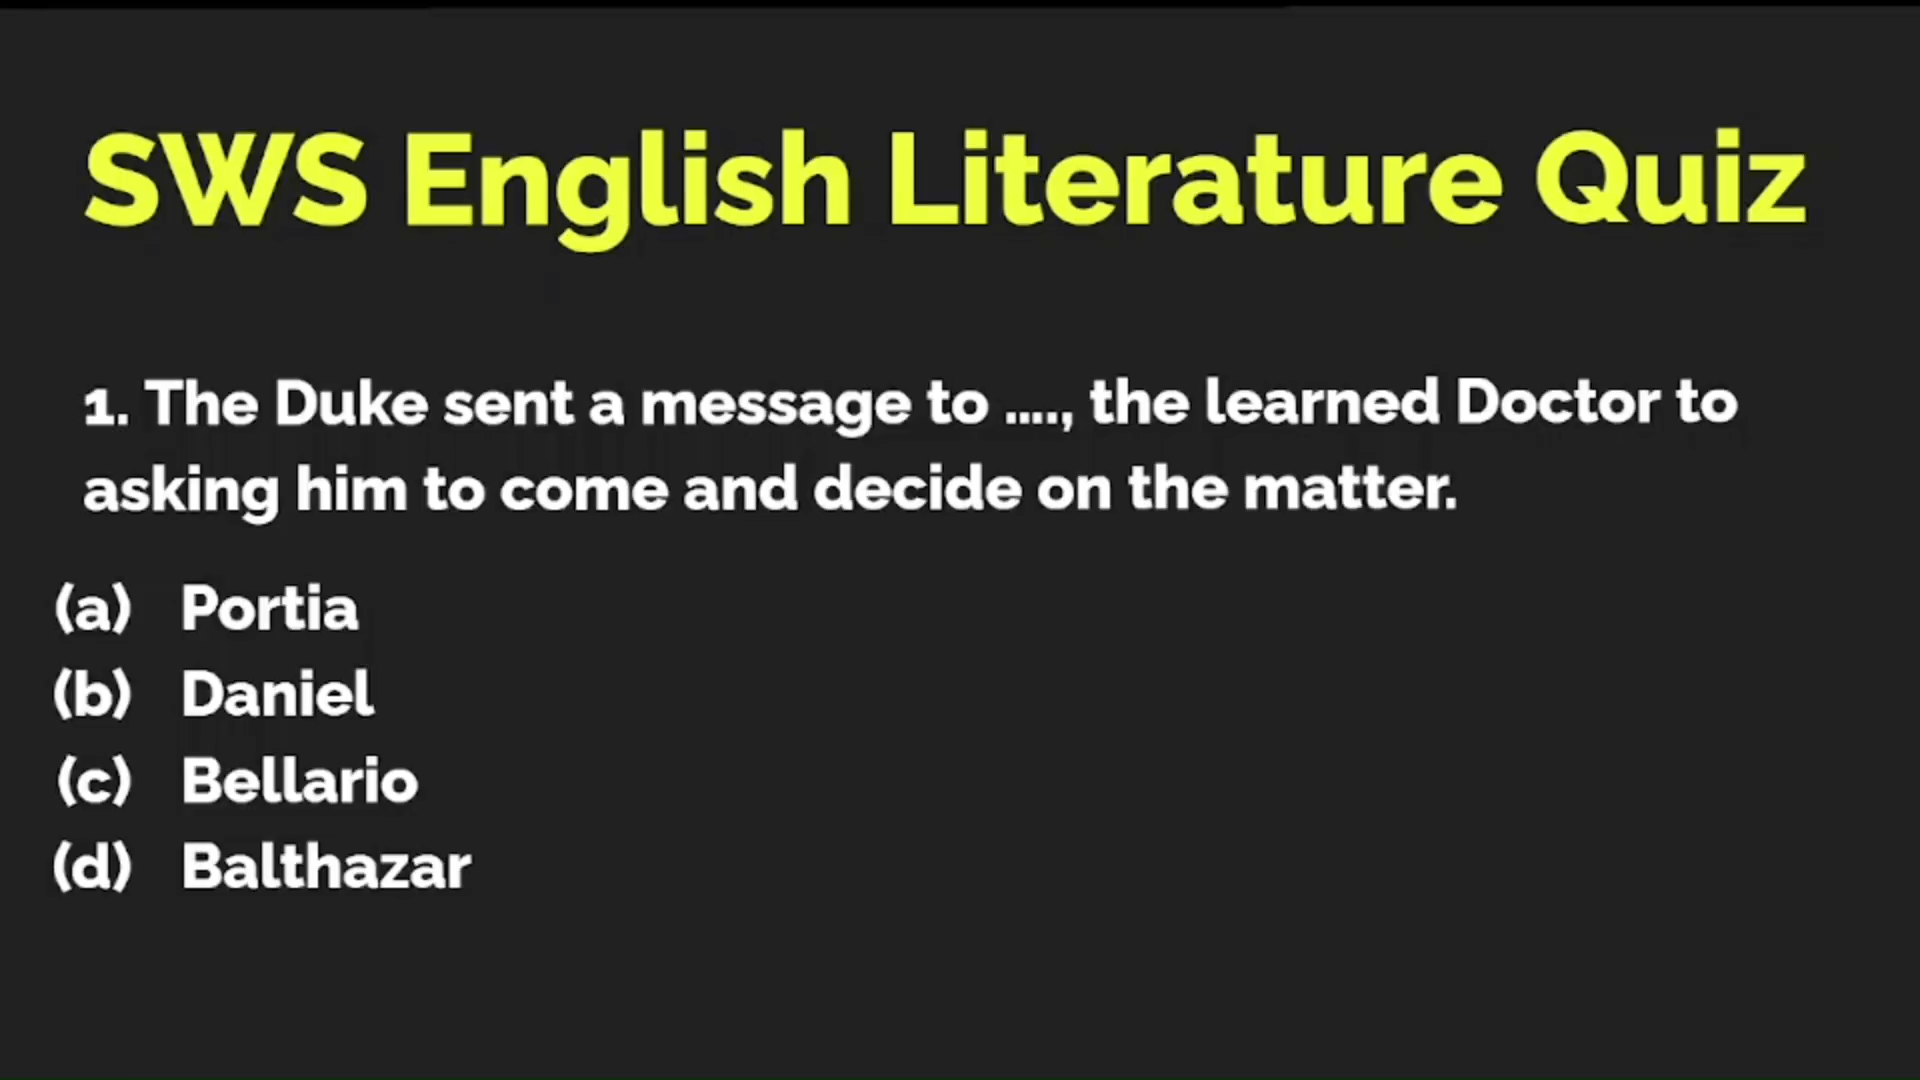 SWS English Literature Quiz
1. The Duke sent a message to ...., the learned Doctor to
asking him to come and decide on the matter.
(a) Portia
(b) Daniel
(c) Bellario
(d) Balthazar